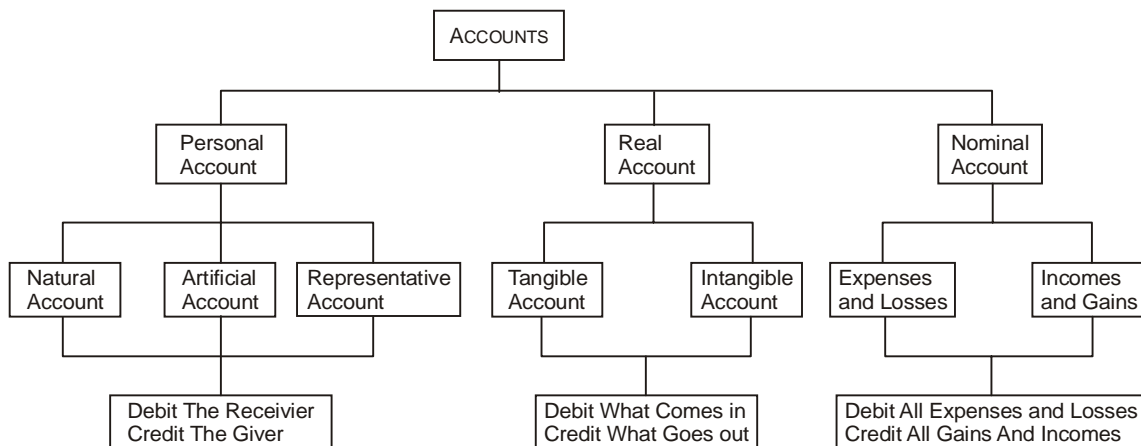 ACCOUNTS
Personal
Account
Real
Account
Nominal
Account
Natural
Account
Artificial
Account
Representative
Account
Tangible
Account
Intangible
Account
Expenses
and Losses
Incomes
and Gains
Debit The Receivier
Credit The Giver
Debit What Comes in
Credit What Goes out
Debit All Expenses and Losses
Credit All Gains And Incomes